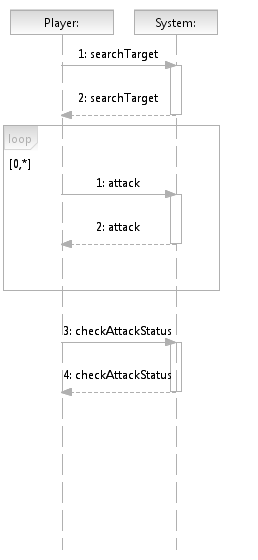 Player: System:
1: searchTarget
2: searchTarget
loop
[0,*]
1: attack
2: attack
3: checkAttackStatus
4: checkAttackStatus